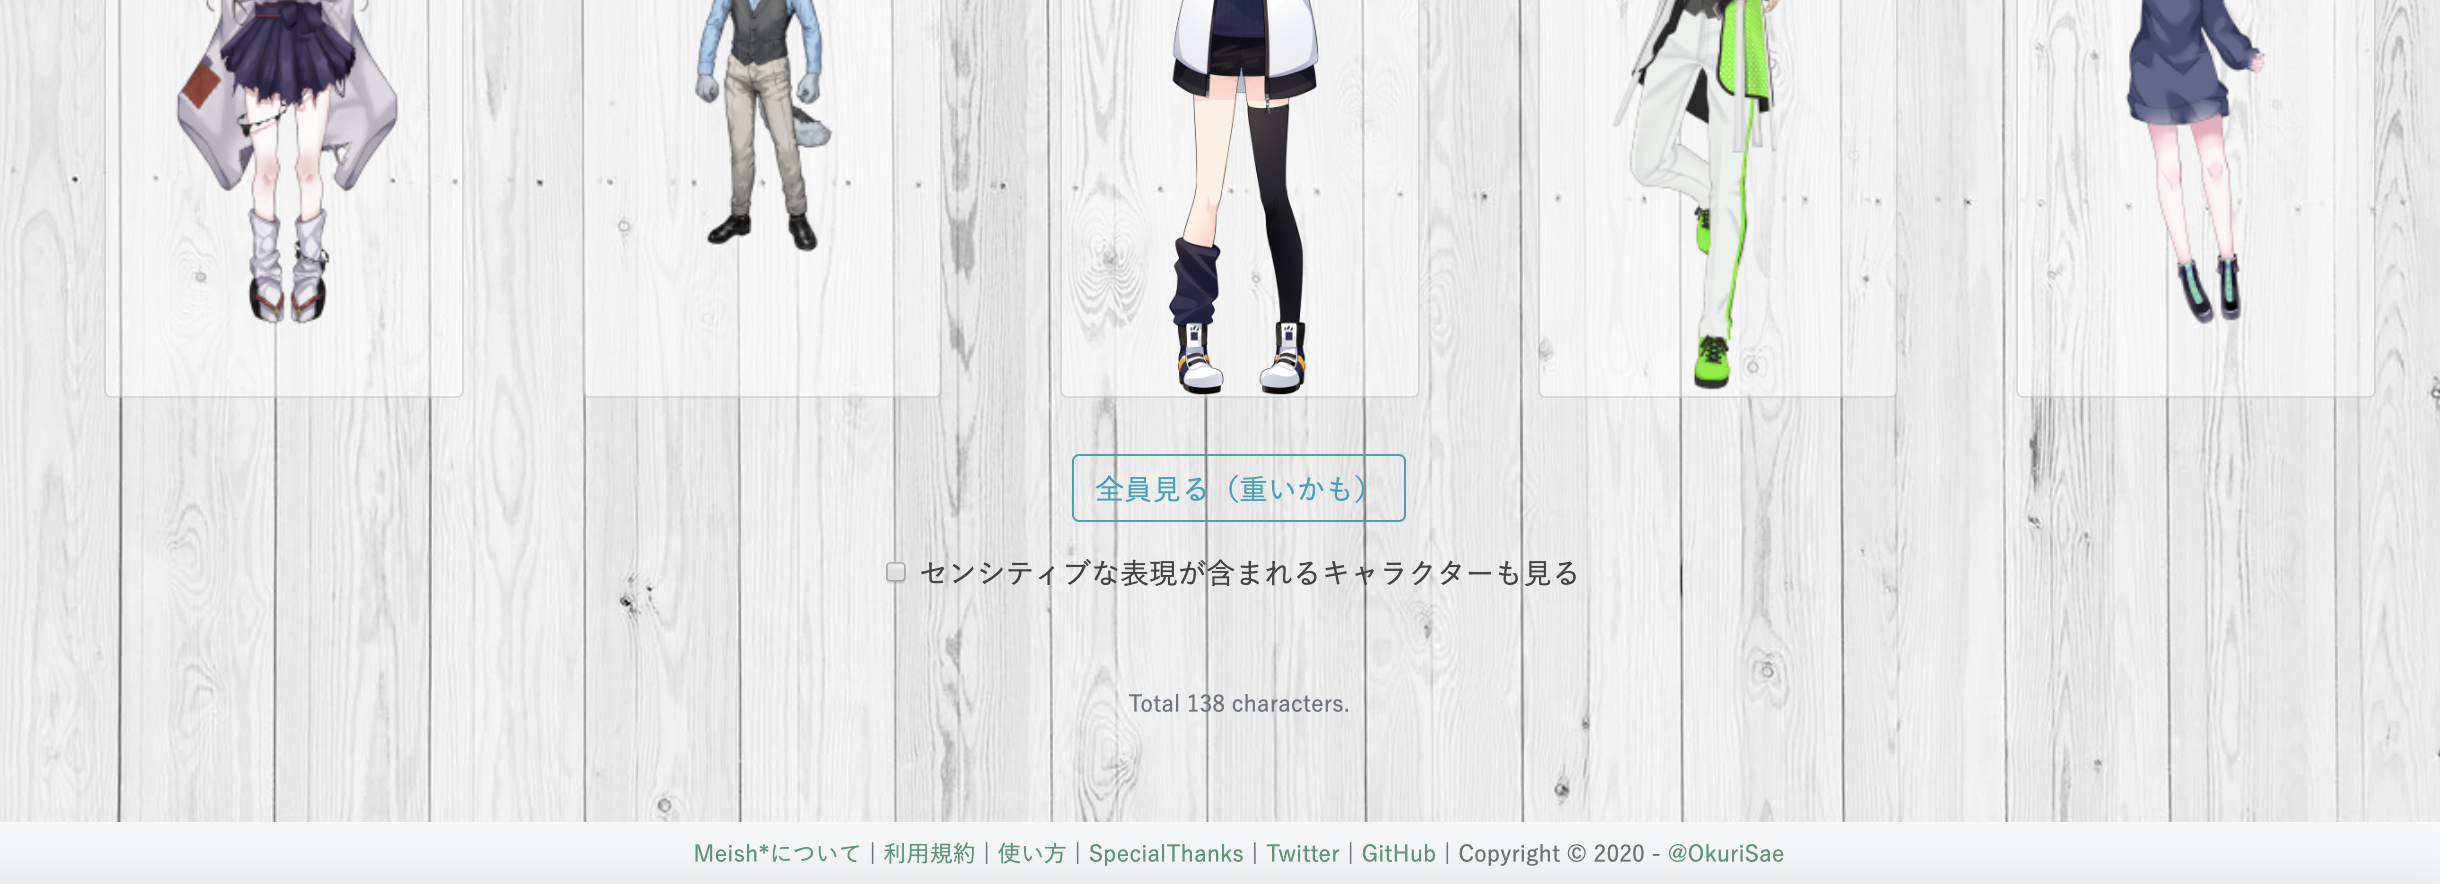 全員見る（重いかも）
センシティブな表現が含まれるキャラクターも見る
Total 138 characters.
Meish*について | 利用規約 | 使い方 | SpecialThanks | Twitter | GitHub | Copyright © 2020 - @OkuriSae